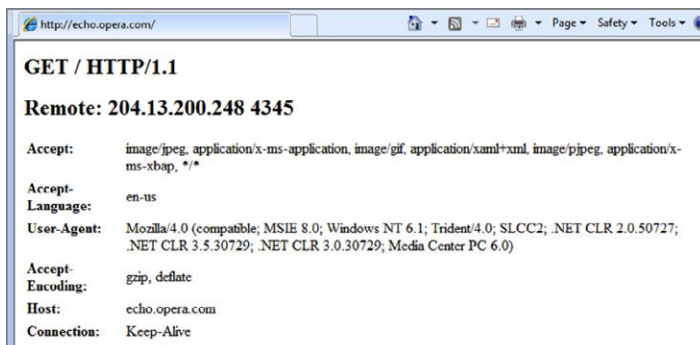 http://echo.opera.com/
Page Safety Tools
GET / HTTP/1.1
Remote: 204.13.200.248 4345
Accept: image/jpeg, application/x-ms-application, image/gif, application/xaml+xml, image/pjpeg, application/x-
ms-xbap, */*
Accept-
Language: en-us
User-Agent: Mozilla/4.0 (compatible; MSIE 8.0; Windows NT 6.1; Trident/4.0; SLCC2; .NET CLR 2.0.50727;
.NET CLR 3.5.30729; .NET CLR 3.0.30729; Media Center PC 6.0)
Accept-
Encoding: gzip, deflate
Host: echo.opera.com
Connection: Keep-Alive